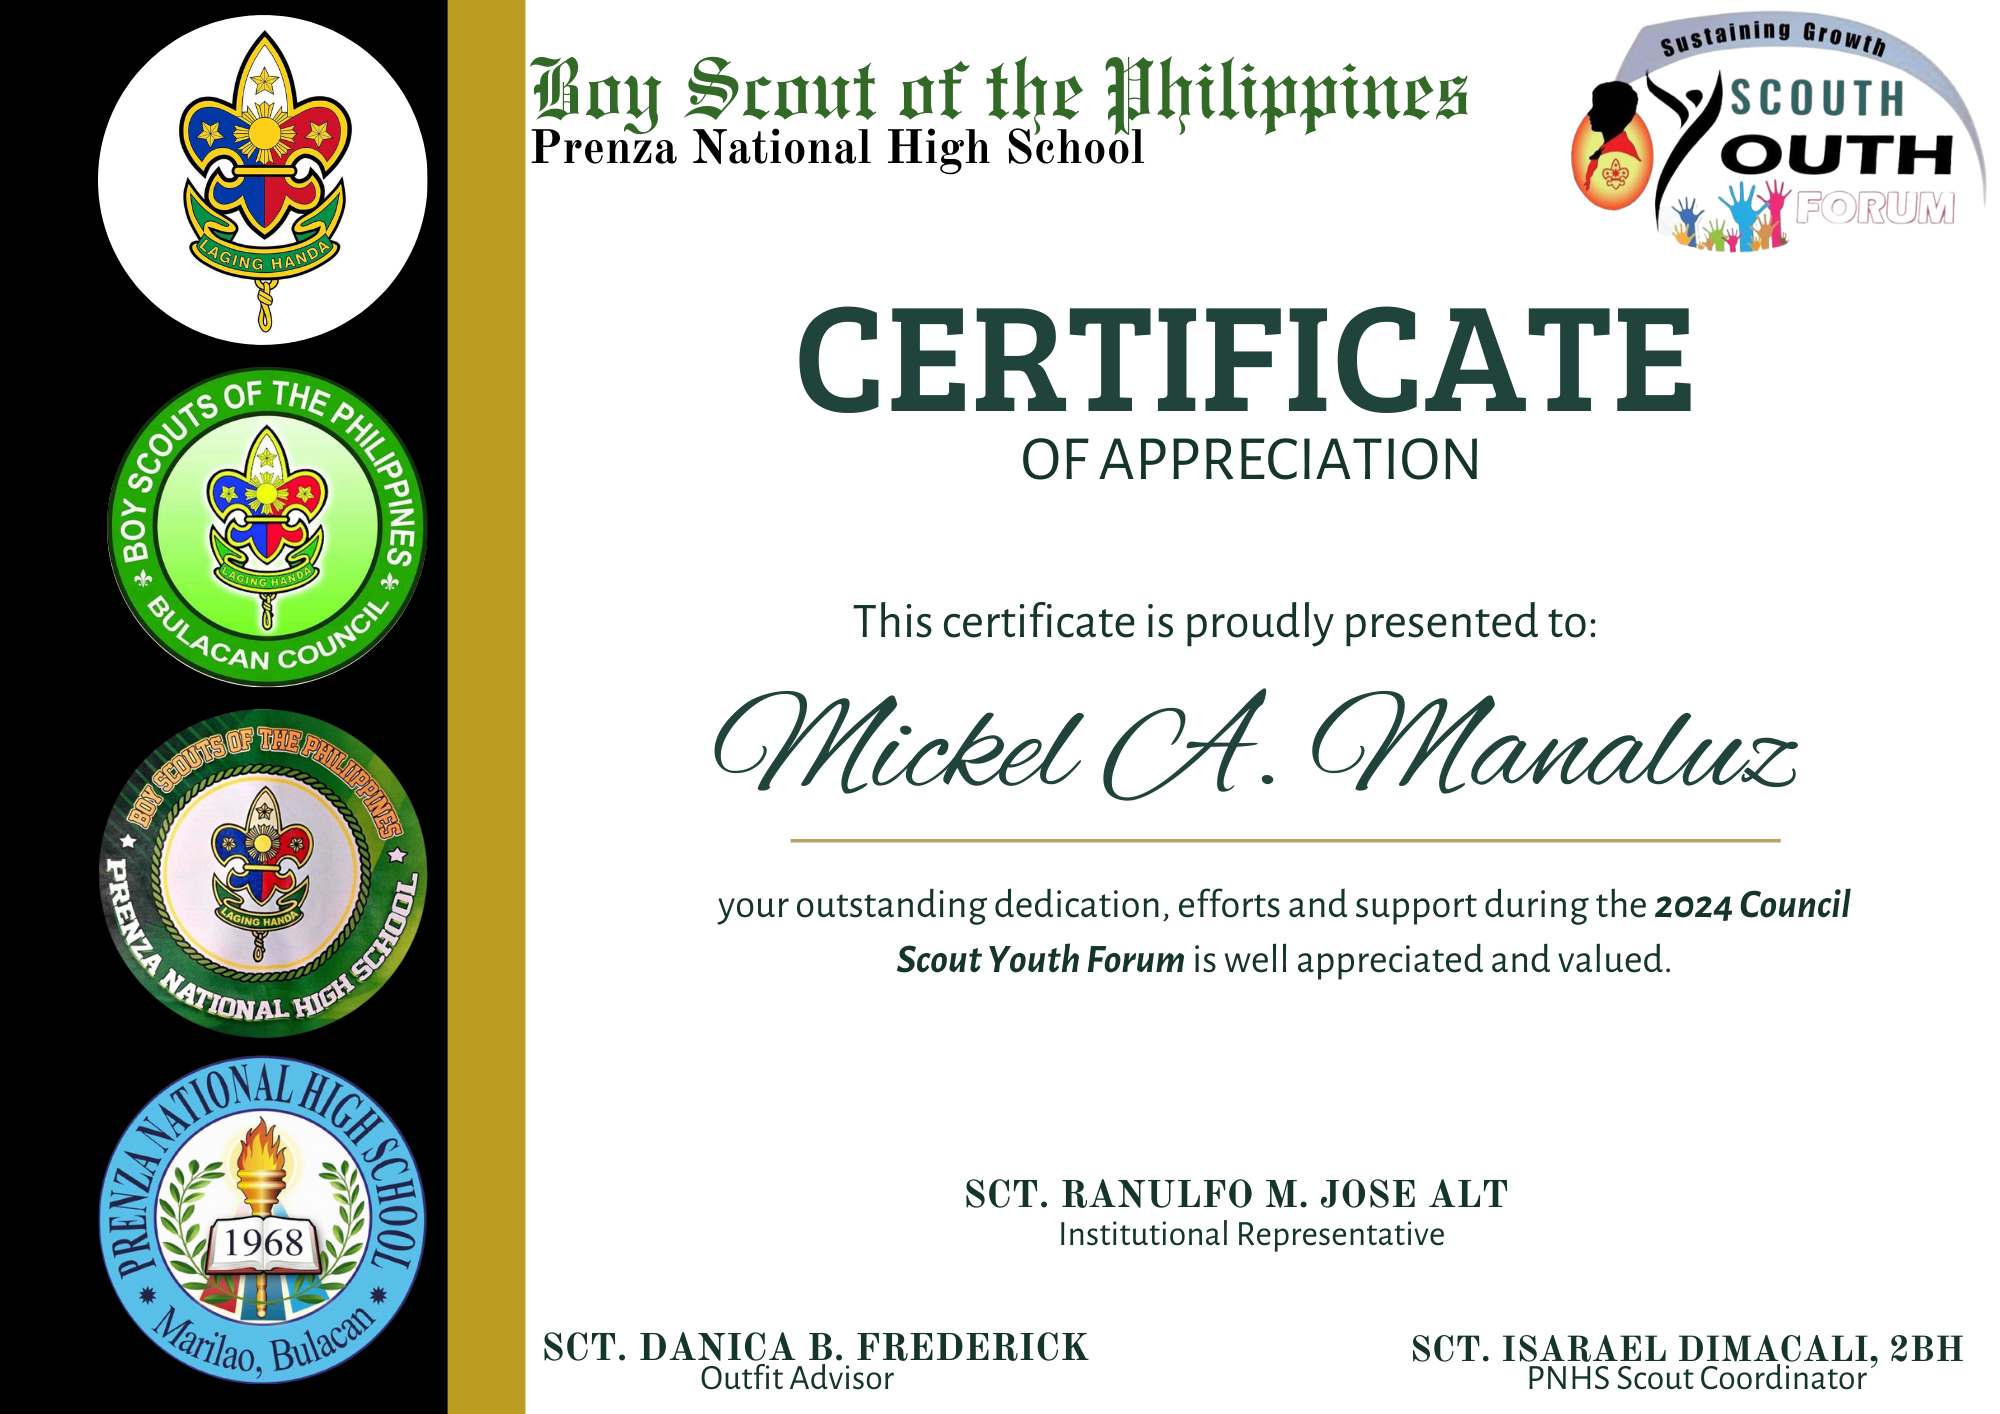 LAGING HANDA
BOY SCOUTS OF THE PHILIPPINES
LAGING HANDA
BULACAN COUNCIL
BOY SCOUTS OF THE PHILIPPINES
LAGING HANDA
PRENZA NATIONAL HIGH SCHOOL
PRENZA NATIONAL HIGH SCHOOL
1968
Marilao, Bulacan
Boy Scout of the Philippines
Prenza National High School
Sustaining Growth
SCOUTH
YOUTH
FORUM
CERTIFICATE
OF APPRECIATION
This certificate is proudly presented to:
Mickel A. Manaluz
your outstanding dedication, efforts and support during the 2024 Council
Scout Youth Forum is well appreciated and valued.
SCT. RANULFO M. JOSE ALT
Institutional Representative
SCT. DANICA B. FREDERICK
Outfit Advisor
SCT. ISARAEL DIMACALI, 2BH
PNHS Scout Coordinator